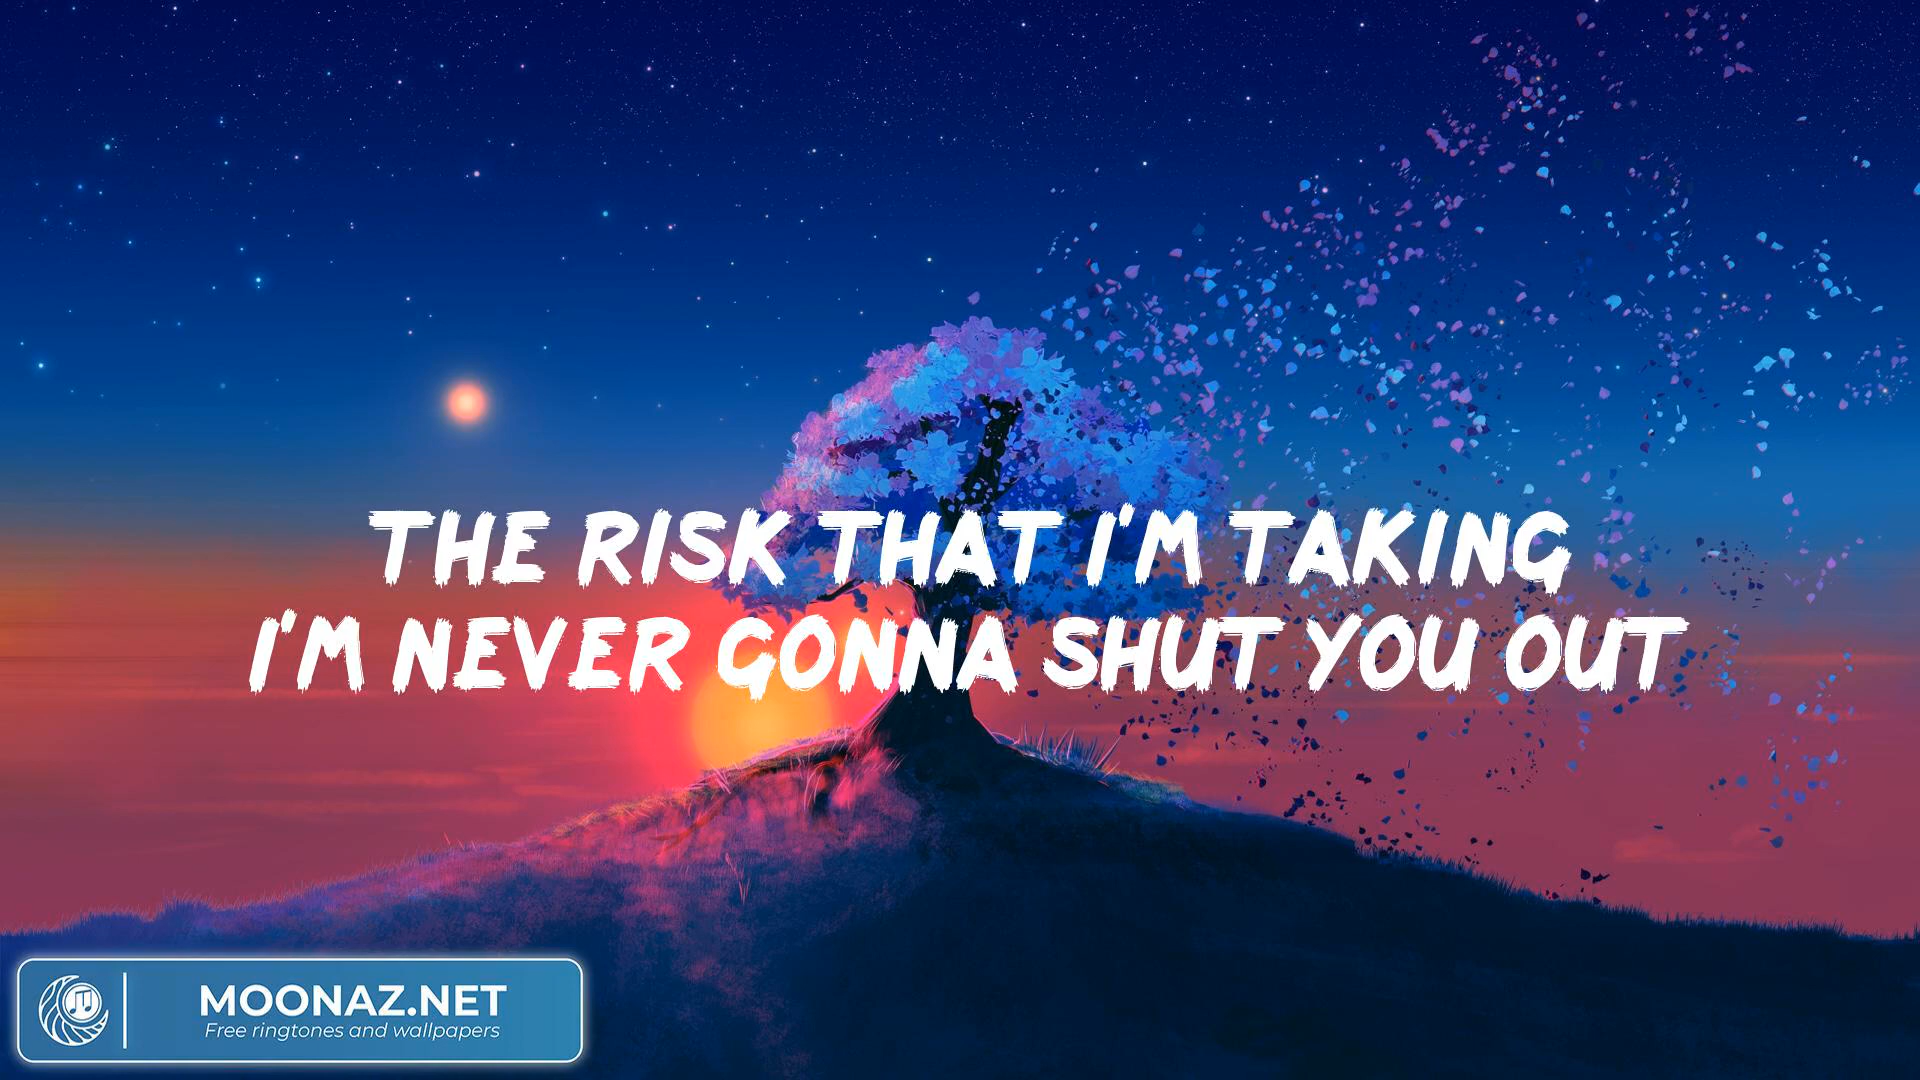 THE RISK THAT I'M TAKING
I'M NEVER GONNA SHUT YOU OUT
MOONAZ.NET
Free ringtones and wallpapers